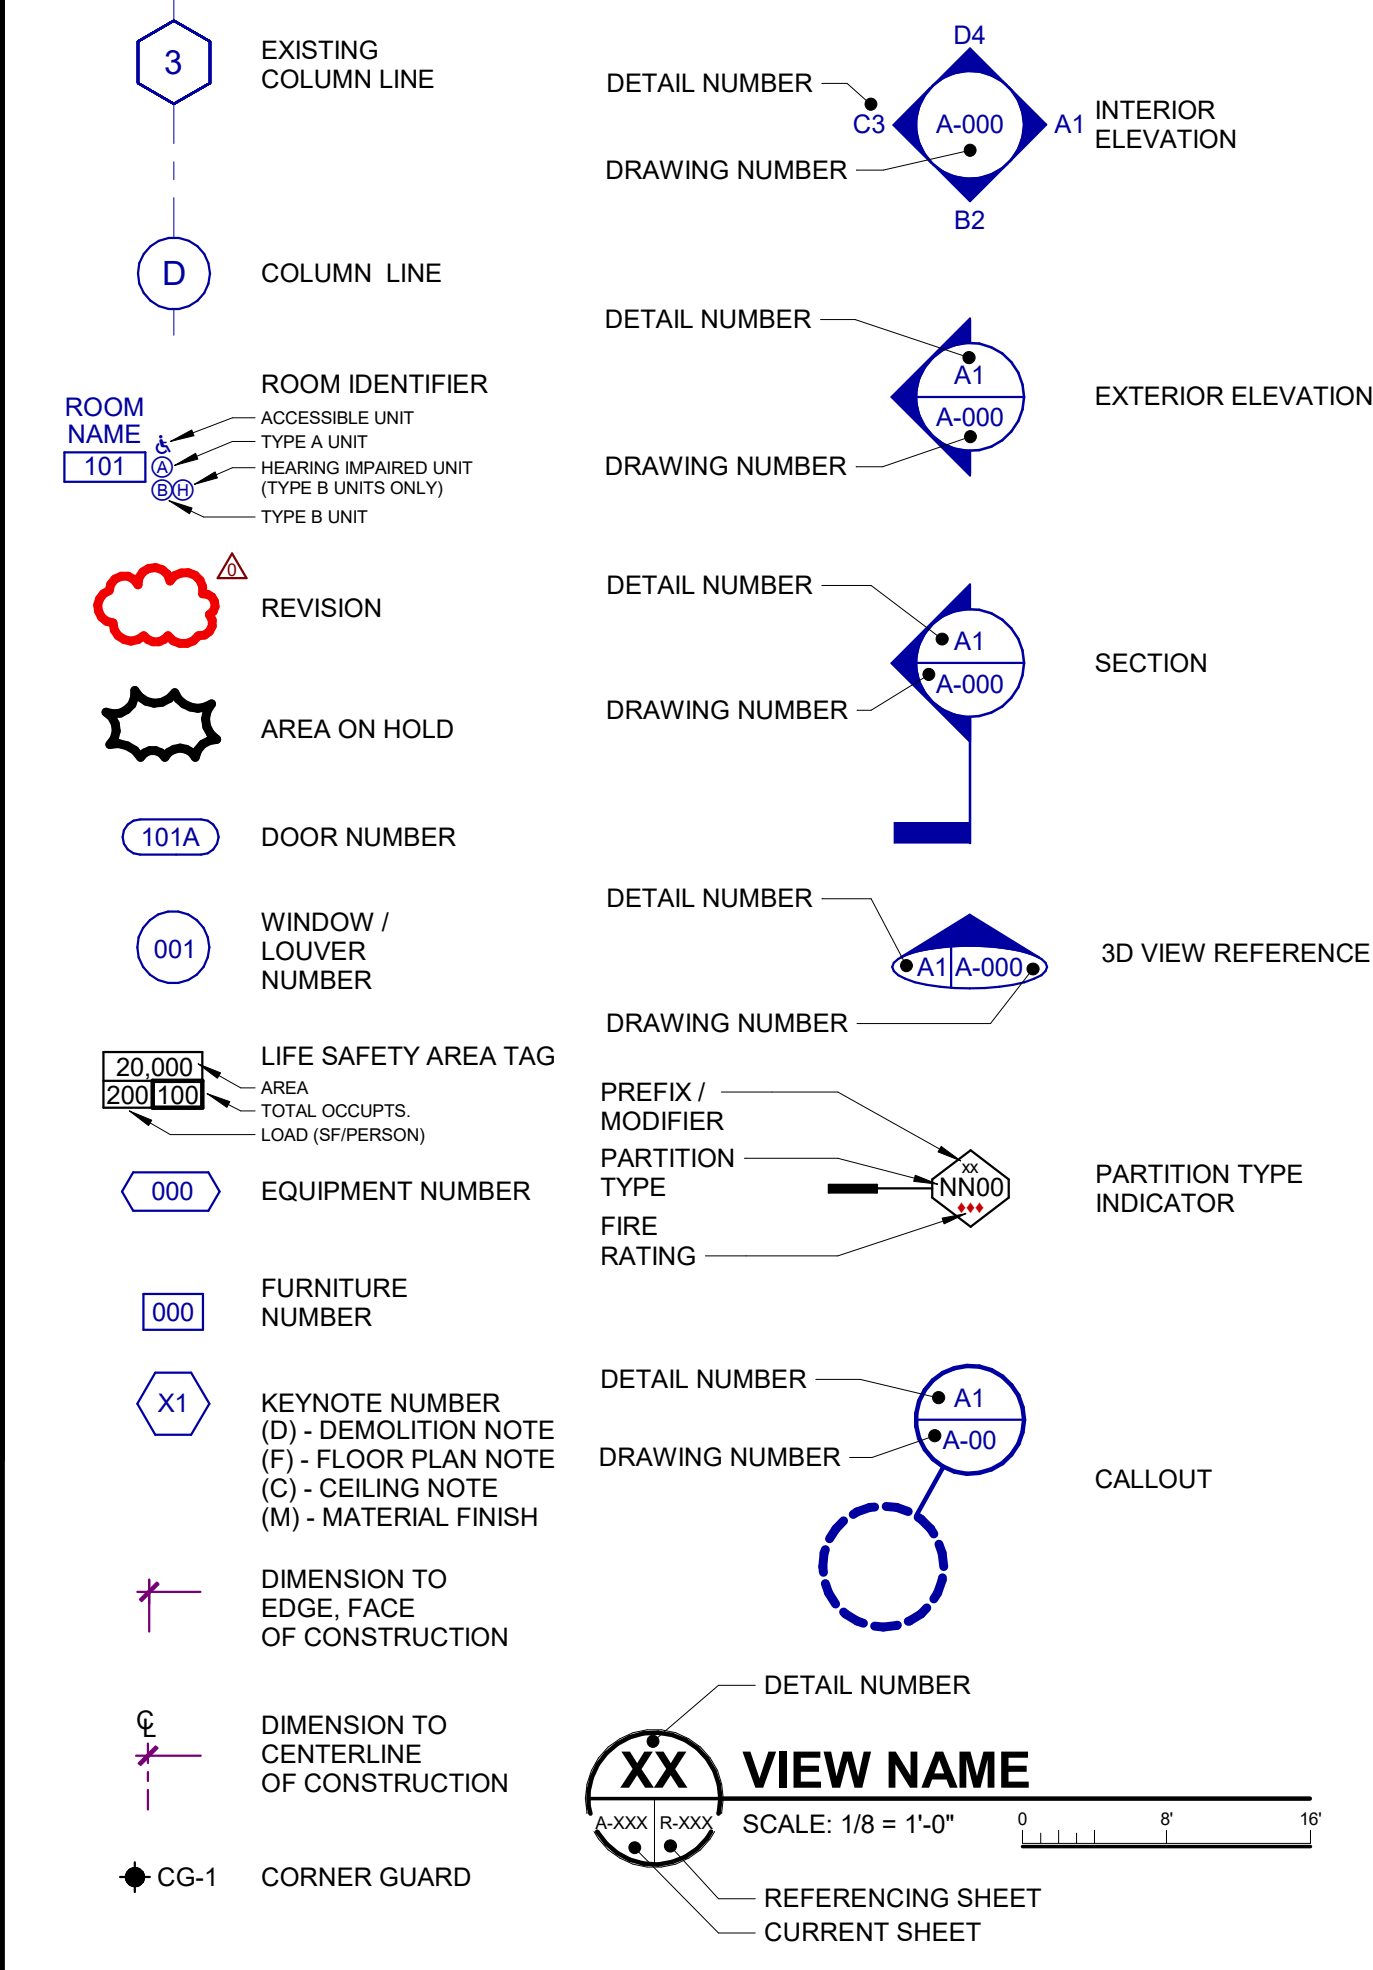 3
EXISTING
COLUMN LINE
D
COLUMN LINE
ROOM IDENTIFIER
ROOM
NAME
101
A
B H
ACCESSIBLE UNIT
TYPE A UNIT
HEARING IMPAIRED UNIT
(TYPE B UNITS ONLY)
TYPE B UNIT
0
REVISION
AREA ON HOLD
101A
DOOR NUMBER
001
WINDOW /
LOUVER
NUMBER
20,000
200 100
LIFE SAFETY AREA TAG
AREA
TOTAL OCCUPTS.
LOAD (SF/PERSON)
000
EQUIPMENT NUMBER
000
FURNITURE
NUMBER
X1
KEYNOTE NUMBER
(D) - DEMOLITION NOTE
(F) - FLOOR PLAN NOTE
(C) - CEILING NOTE
(M) - MATERIAL FINISH
DIMENSION TO
EDGE, FACE
OF CONSTRUCTION
℄
DIMENSION TO
CENTERLINE
OF CONSTRUCTION
CG-1
CORNER GUARD
D4
DETAIL NUMBER
C3
A-000
A1
DRAWING NUMBER
B2
INTERIOR
ELEVATION
DETAIL NUMBER
A1
A-000
DRAWING NUMBER
EXTERIOR ELEVATION
DETAIL NUMBER
A1
A-000
DRAWING NUMBER
SECTION
DETAIL NUMBER
A1 A-000
DRAWING NUMBER
3D VIEW REFERENCE
PREFIX /
MODIFIER
PARTITION
TYPE
FIRE
RATING
xx
NN00
PARTITION TYPE
INDICATOR
DETAIL NUMBER
A1
A-00
DRAWING NUMBER
CALLOUT
DETAIL NUMBER
XX
VIEW NAME
A-XXX R-XXX
SCALE: 1/8 = 1'-0"
0 8' 16'
REFERENCING SHEET
CURRENT SHEET